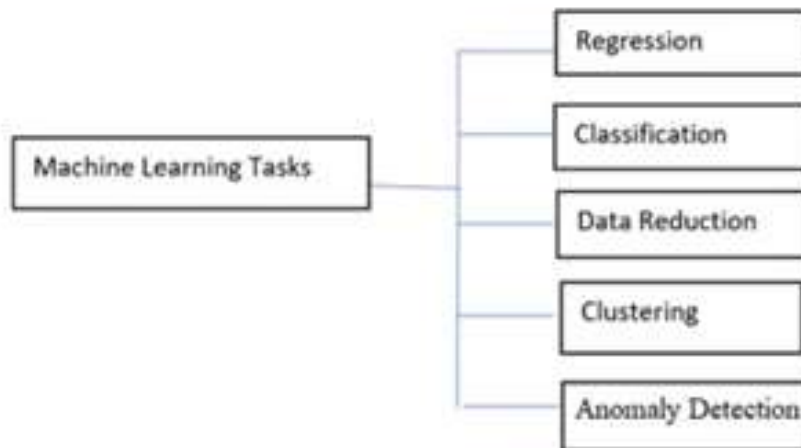 Machine Learning Tasks
Regression
Classification
Data Reduction
Clustering
Anomaly Detection